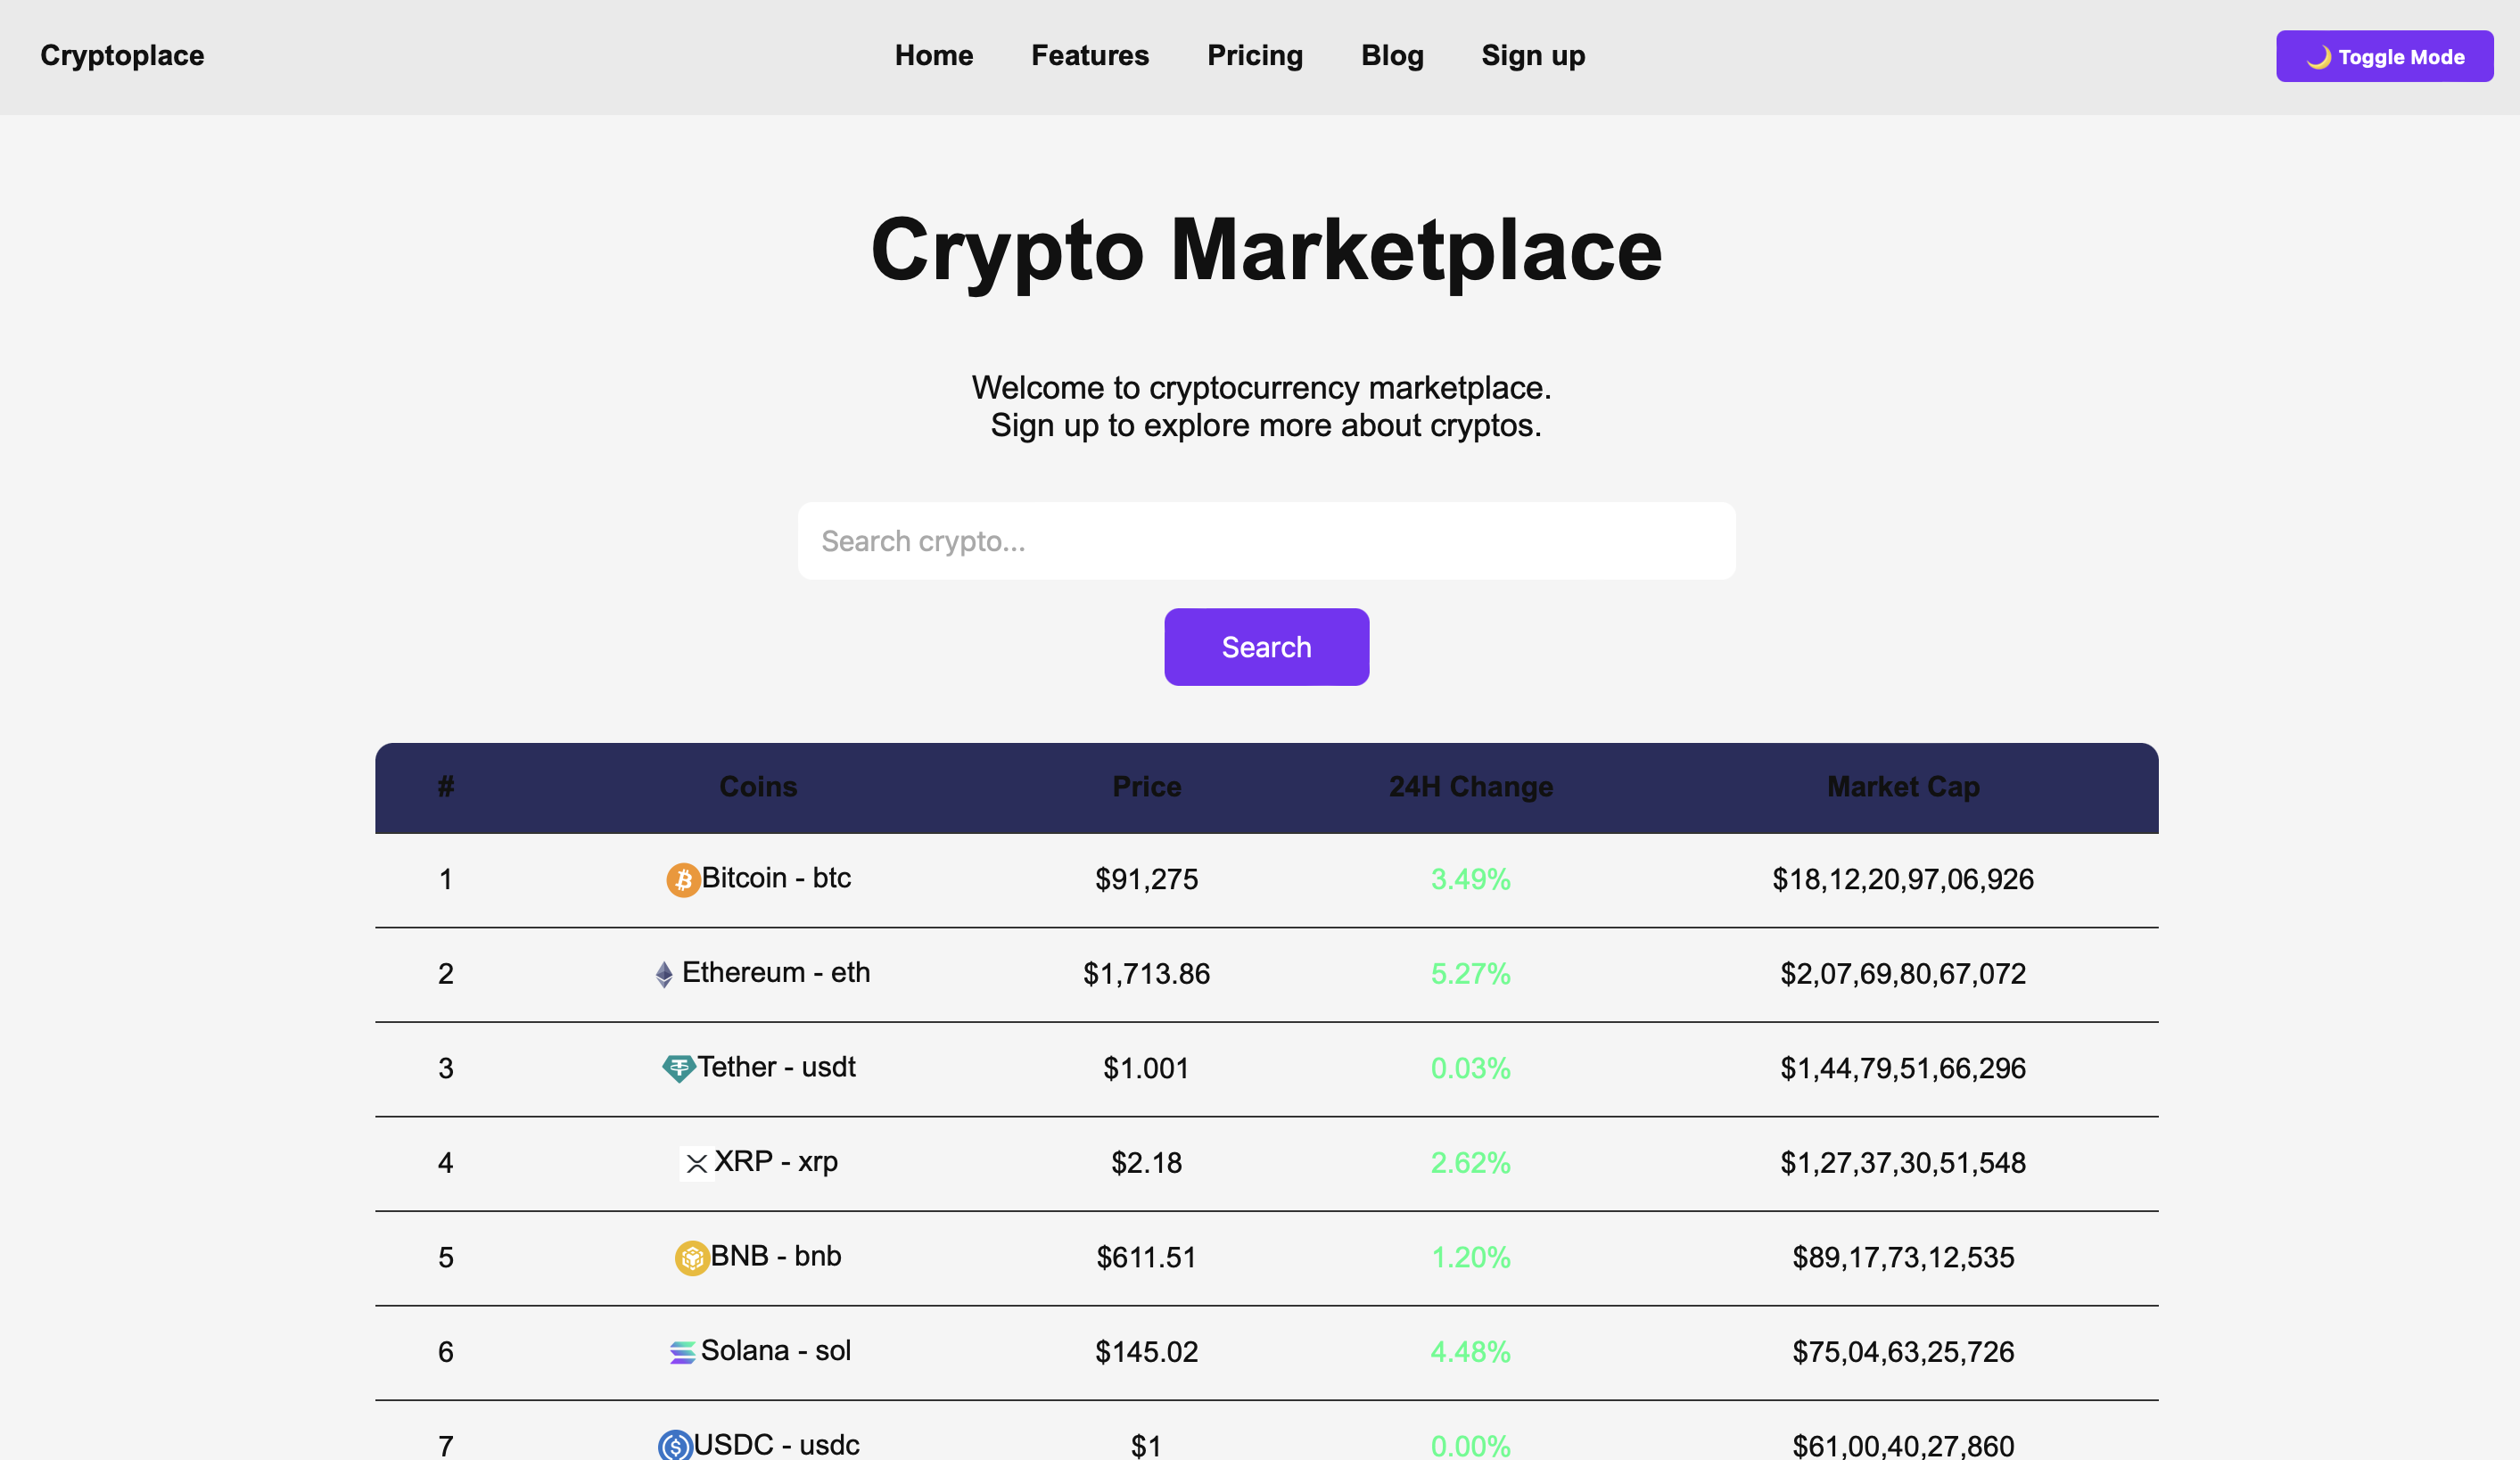 Cryptoplace Home Features Pricing Blog Sign up 🌙 Toggle Mode
Crypto Marketplace
Welcome to cryptocurrency marketplace.
Sign up to explore more about cryptos.
Search crypto...
Search
# Coins Price 24H Change Market Cap
1 Bitcoin - btc $91,275 3.49% $18,12,20,97,06,926
2 Ethereum - eth $1,713.86 5.27% $2,07,69,80,67,072
3 Tether - usdt $1.001 0.03% $1,44,79,51,66,296
4 XRP - xrp $2.18 2.62% $1,27,37,30,51,548
5 BNB - bnb $611.51 1.20% $89,17,73,12,535
6 Solana - sol $145.02 4.48% $75,04,63,25,726
7 USDC - usdc $1 0.00% $61,00,40,27,860